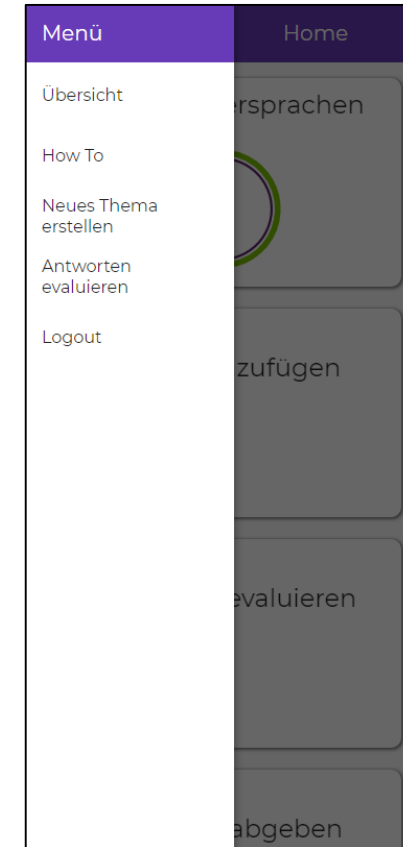 Menü
Home
Übersicht
How To
Neues Thema
erstellen
Antworten
evaluieren
Logout
ersprachen
zufügen
evaluieren
abgeben